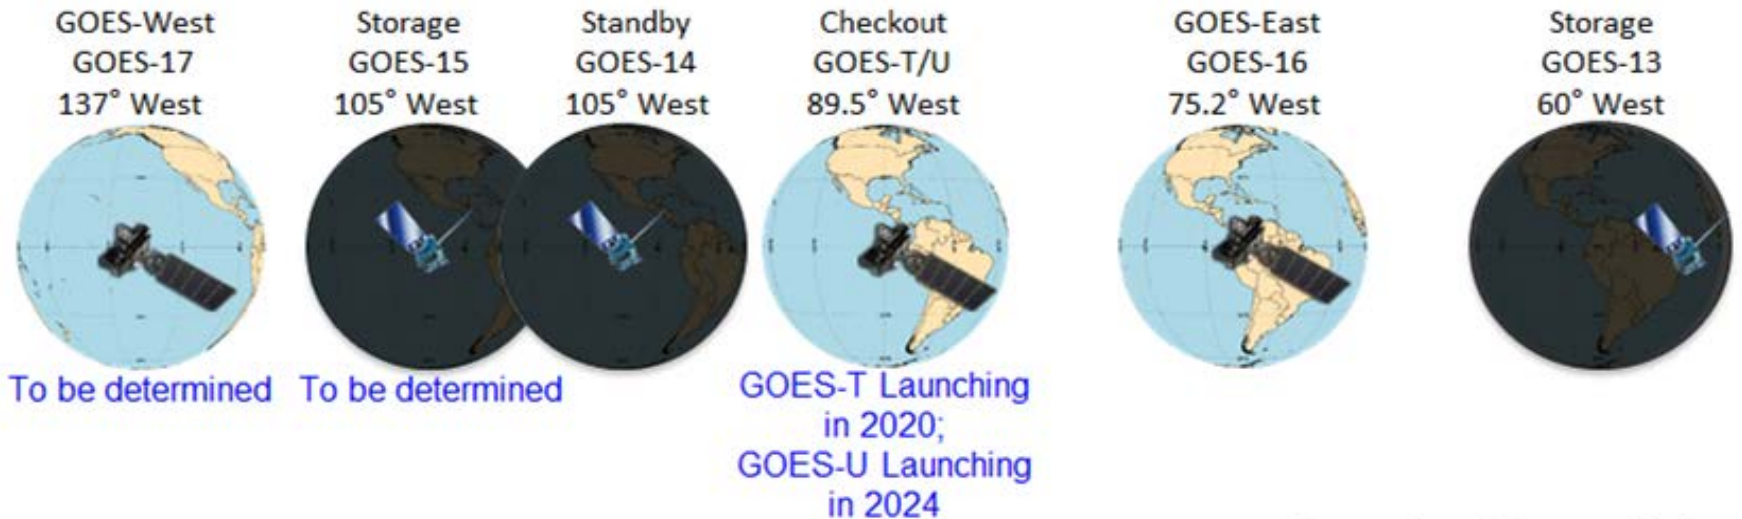 GOES-West
GOES-17
137° West
Storage
GOES-15
105° West
Standby
GOES-14
105° West
Checkout
GOES-T/U
89.5° West
GOES-East
GOES-16
75.2° West
Storage
GOES-13
60° West
To be determined
To be determined
GOES-T Launching
in 2020;
GOES-U Launching
in 2024